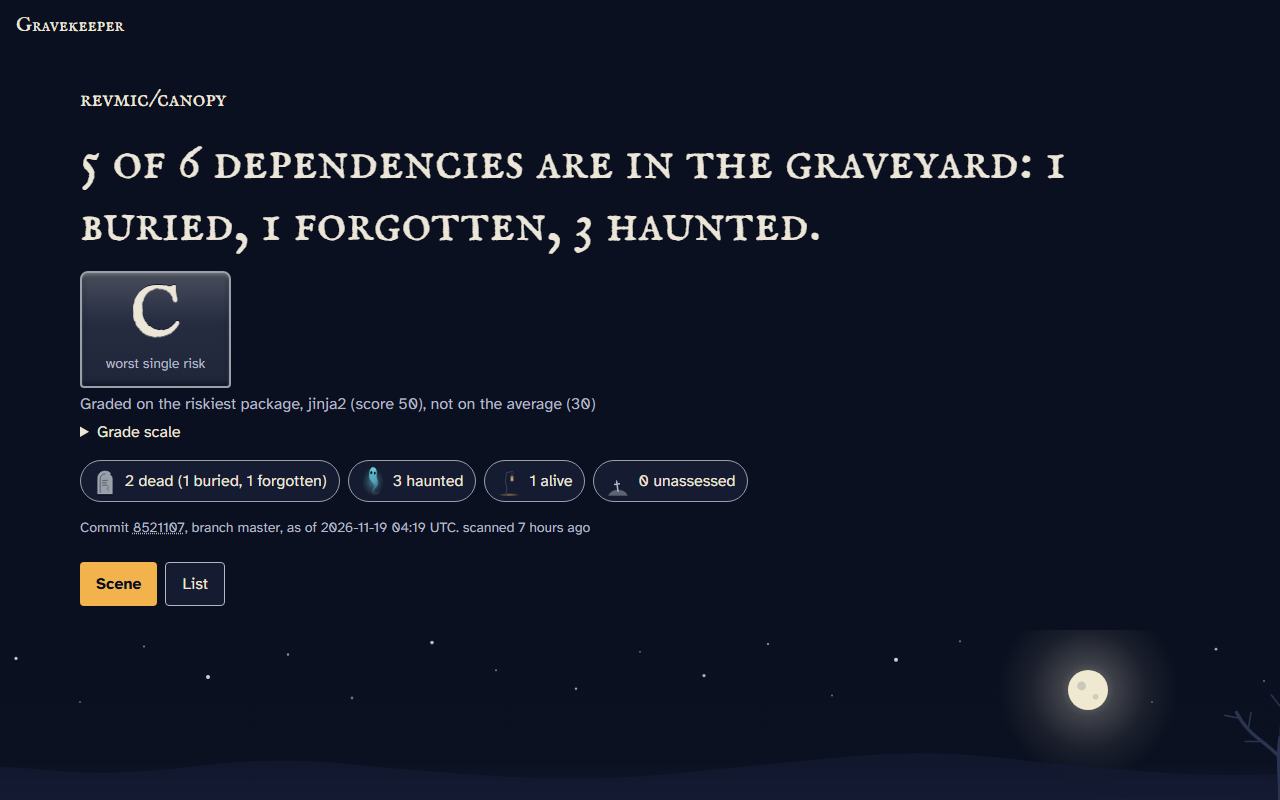 Gravekeeper
revmic/canopy
5 of 6 dependencies are in the graveyard: 1
buried, 1 forgotten, 3 haunted.
C
worst single risk
Graded on the riskiest package, jinja2 (score 50), not on the average (30)
Grade scale
2 dead (1 buried, 1 forgotten)
3 haunted
1 alive
0 unassessed
Commit 8521107, branch master, as of 2026-11-19 04:19 UTC. scanned 7 hours ago
Scene
List